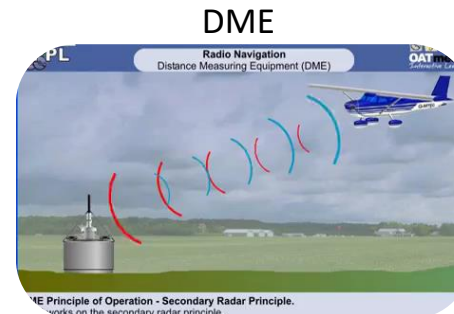 DME
PL
Radio Navigation
Distance Measuring Equipment (DME)
OAT
ME Principle of Operation - Secondary Radar Principle.
works on the secondary radar principle